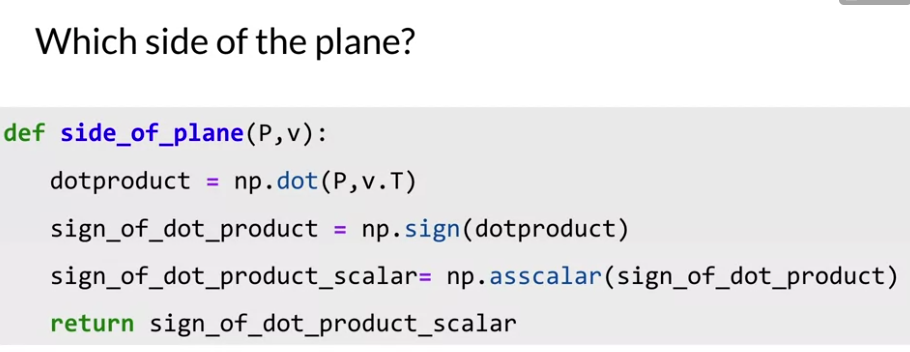 Which side of the plane?
def side_of_plane(P,v):
dotproduct = np.dot(P,v.T)
sign_of_dot_product = np.sign(dotproduct)
sign_of_dot_product_scalar= np.asscalar(sign_of_dot_product)
return sign_of_dot_product_scalar